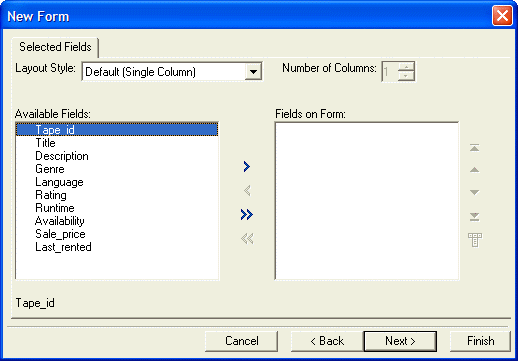 New Form
Selected Fields
Layout Style: Default (Single Column) Number of Columns: 1
Available Fields: Fields on Form:
Tape_id
Title
Description
Genre
Language
Rating
Runtime
Availability
Sale_price
Last_rented
Tape_id
Cancel < Back Next > Finish